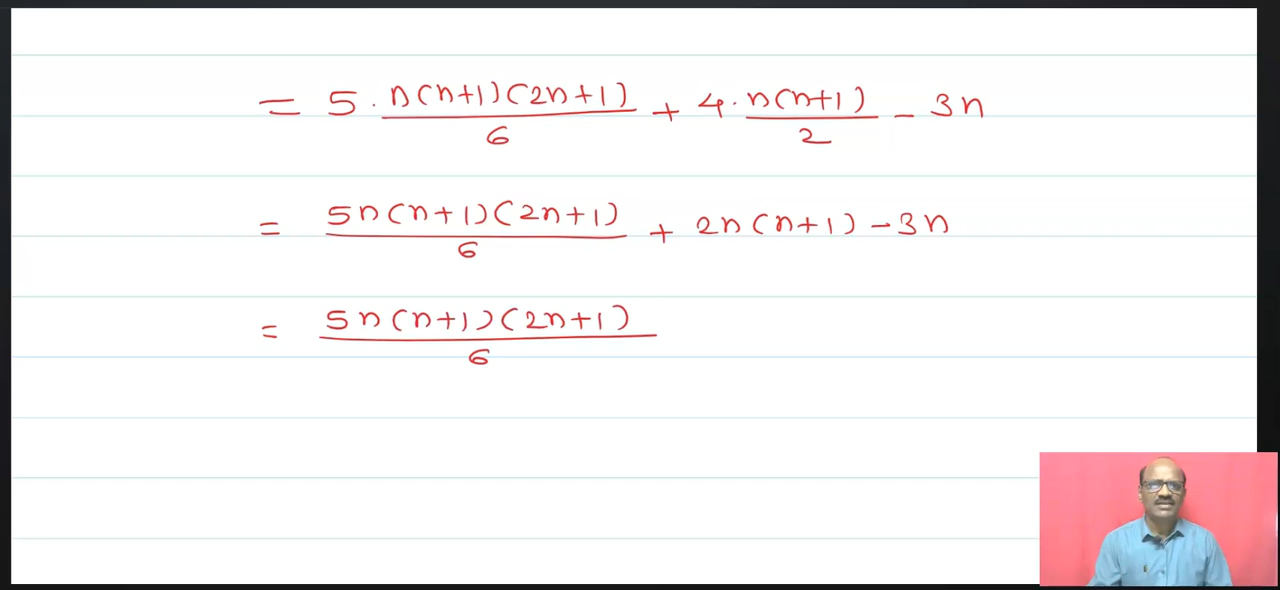 = 5 · n(n+1)(2n+1)/6 + 4 · n(n+1)/2 - 3n
= 5n(n+1)(2n+1)/6 + 2n(n+1) - 3n
= 5n(n+1)(2n+1)/6